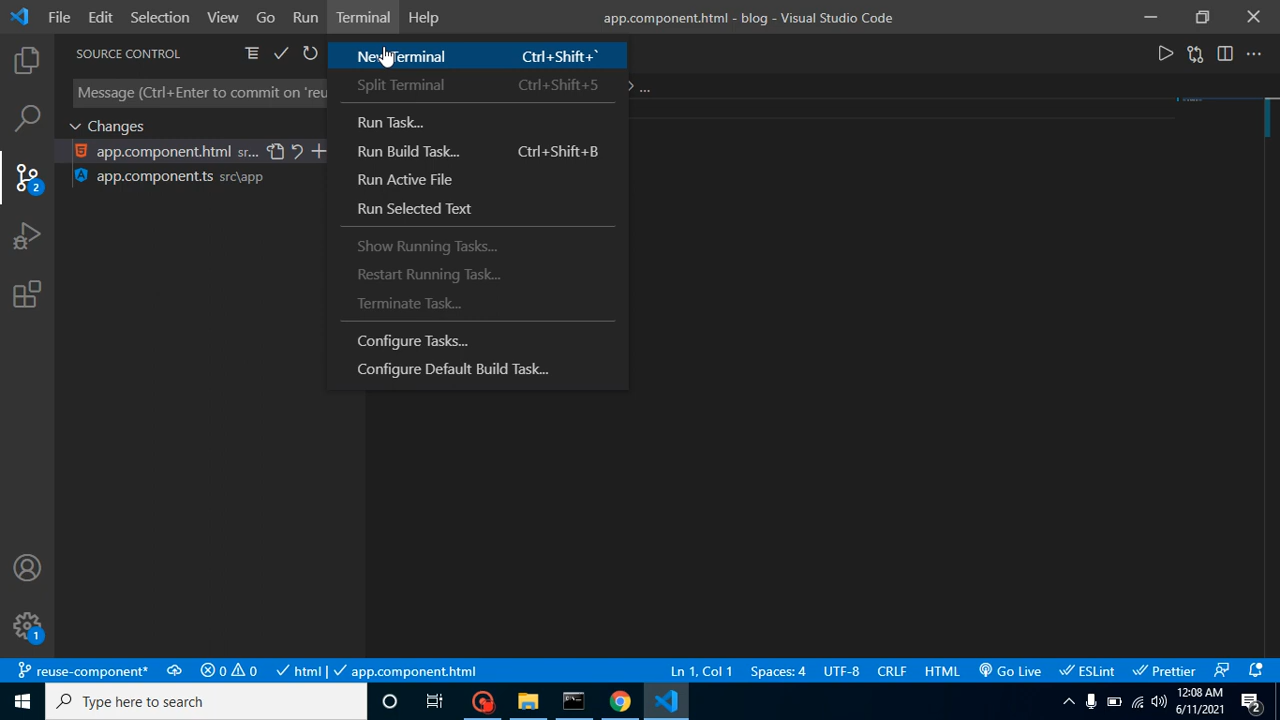 File Edit Selection View Go Run Terminal Help app.component.html - blog - Visual Studio Code
SOURCE CONTROL
New Terminal Ctrl+Shift+`
Split Terminal Ctrl+Shift+5
Message (Ctrl+Enter to commit on 'reu
> ...
Changes
Run Task...
app.component.html sr...
Run Build Task... Ctrl+Shift+B
app.component.ts src\app
Run Active File
2
Run Selected Text
Show Running Tasks...
Restart Running Task...
Terminate Task...
Configure Tasks...
Configure Default Build Task...
1
reuse-component* 0 0 html | app.component.html Ln 1, Col 1 Spaces: 4 UTF-8 CRLF HTML Go Live ESLint Prettier
Type here to search
12:08 AM
6/11/2021
2